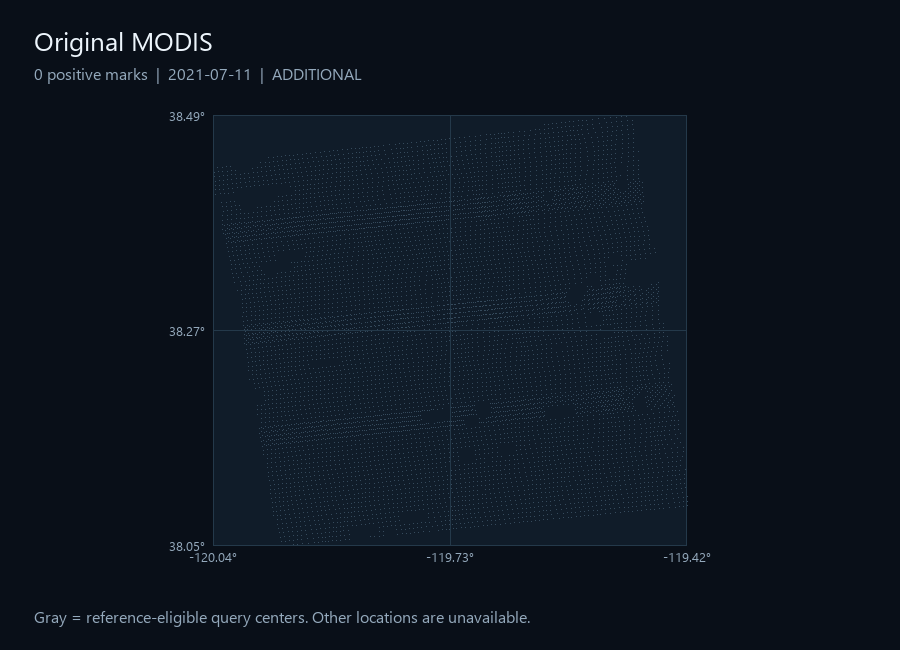 Original MODIS
0 positive marks | 2021-07-11 | ADDITIONAL
38.49°
38.27°
38.05°
-120.04°
-119.73°
-119.42°
Gray = reference-eligible query centers. Other locations are unavailable.